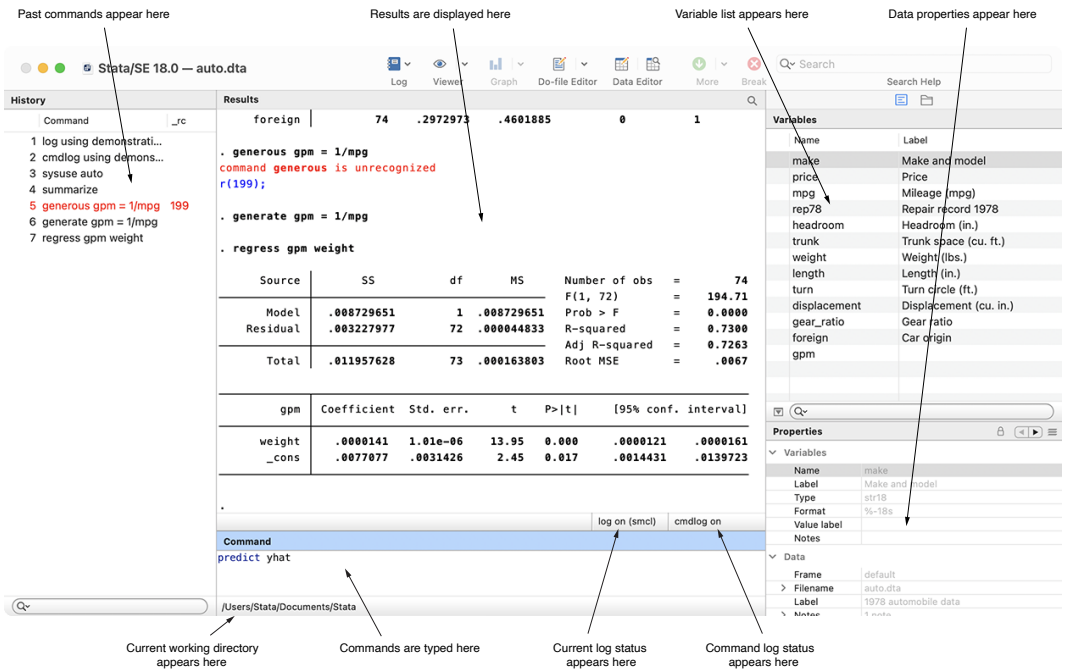 Past commands appear here
Results are displayed here
Variable list appears here
Data properties appear here
Stata/SE 18.0 — auto.dta
Log
Viewer
Graph
Do-file Editor
Data Editor
More
Break
Search
Search Help
History
Command _rc
1 log using demonstrati...
2 cmdlog using demons...
3 sysuse auto
4 summarize
5 generous gpm = 1/mpg 199
6 generate gpm = 1/mpg
7 regress gpm weight
Results
foreign 74 .2972973 .4601885 0 1
. generous gpm = 1/mpg
command generous is unrecognized
r(199);
. generate gpm = 1/mpg
. regress gpm weight
Source SS df MS Number of obs = 74
F(1, 72) = 194.71
Model .008729651 1 .008729651 Prob > F = 0.0000
Residual .003227977 72 .000044833 R-squared = 0.7300
Adj R-squared = 0.7263
Total .011957628 73 .000163803 Root MSE = .0067
gpm Coefficient Std. err. t P>|t| [95% conf. interval]
weight .0000141 1.01e-06 13.95 0.000 .0000121 .0000161
_cons .0077077 .0031426 2.45 0.017 .0014431 .0139723
.
log on (smcl)
cmdlog on
Command
predict yhat
/Users/Stata/Documents/Stata
Variables
Name Label
make Make and model
price Price
mpg Mileage (mpg)
rep78 Repair record 1978
headroom Headroom (in.)
trunk Trunk space (cu. ft.)
weight Weight (lbs.)
length Length (in.)
turn Turn circle (ft.)
displacement Displacement (cu. in.)
gear_ratio Gear ratio
foreign Car origin
gpm
Properties
Variables
Name make
Label Make and model
Type str18
Format %-18s
Value label
Notes
Data
Frame default
Filename auto.dta
Label 1978 automobile data
Notes 1 note
Current working directory
appears here
Commands are typed here
Current log status
appears here
Command log status
appears here